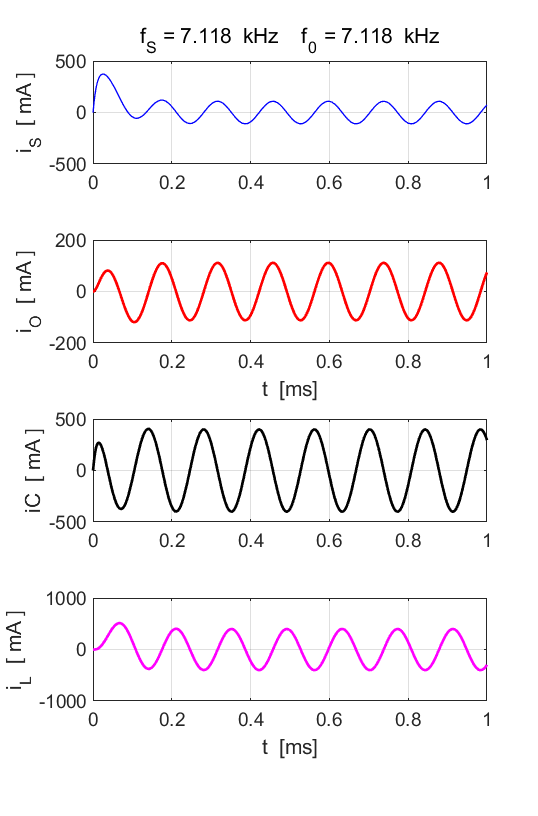 f_S = 7.118 kHz f_0 = 7.118 kHz
500
0
-500
i_S [ mA ]
0 0.2 0.4 0.6 0.8 1
200
0
-200
i_O [ mA ]
0 0.2 0.4 0.6 0.8 1
t [ms]
500
0
-500
iC [ mA ]
0 0.2 0.4 0.6 0.8 1
1000
0
-1000
i_L [ mA ]
0 0.2 0.4 0.6 0.8 1
t [ms]